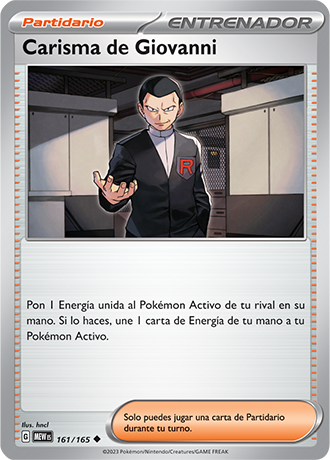 Partidario
ENTRENADOR
Carisma de Giovanni
R
Pon 1 Energía unida al Pokémon Activo de tu rival en su
mano. Si lo haces, une 1 carta de Energía de tu mano a tu
Pokémon Activo.
Ilus. hncl
G MEW ES 161/165
Solo puedes jugar una carta de Partidario
durante tu turno.
©2023 Pokémon/Nintendo/Creatures/GAME FREAK